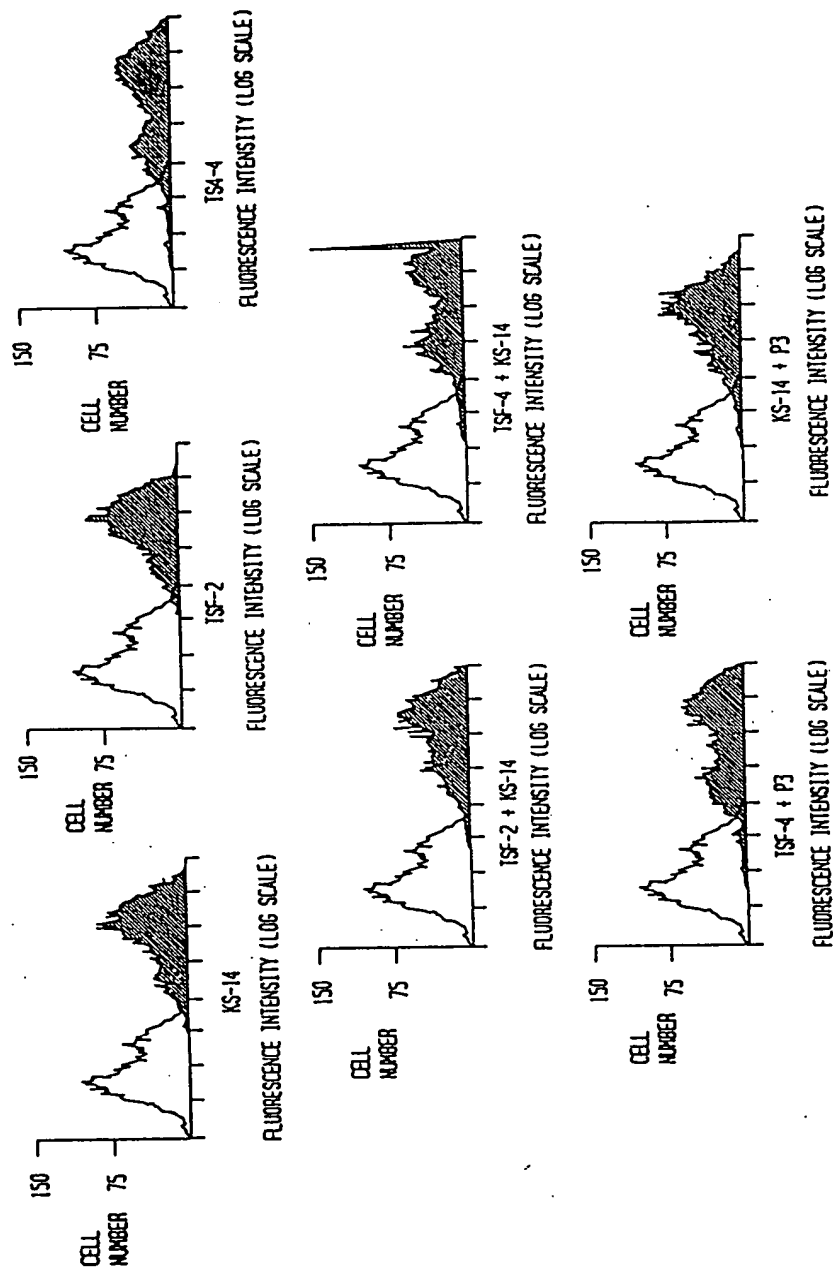 150
75
CELL
NUMBER
KS-14
FLUORESCENCE INTENSITY (LOG SCALE)
150
75
CELL
NUMBER
TSF-2
FLUORESCENCE INTENSITY (LOG SCALE)
150
75
CELL
NUMBER
TS4-4
FLUORESCENCE INTENSITY (LOG SCALE)
150
75
CELL
NUMBER
TSF-2 + KS-14
FLUORESCENCE INTENSITY (LOG SCALE)
150
75
CELL
NUMBER
TSF-4 + KS-14
FLUORESCENCE INTENSITY (LOG SCALE)
150
75
CELL
NUMBER
TSF-4 + P3
FLUORESCENCE INTENSITY (LOG SCALE)
150
75
CELL
NUMBER
KS-14 + P3
FLUORESCENCE INTENSITY (LOG SCALE)